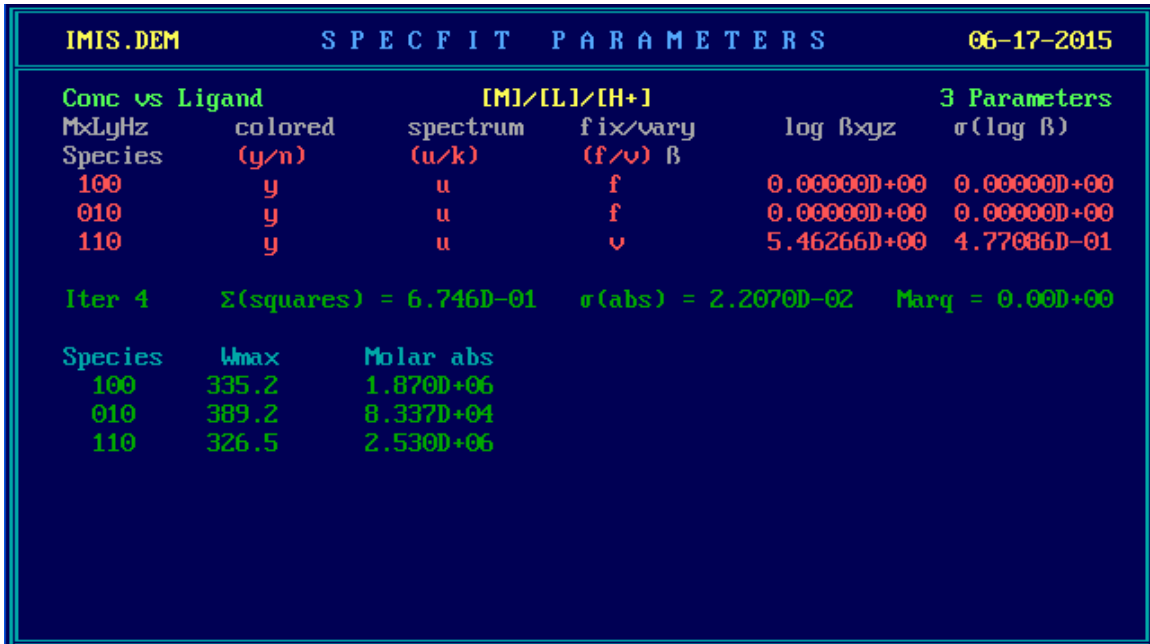 IMIS.DEM S P E C F I T P A R A M E T E R S 06-17-2015
Conc vs Ligand [M]/[L]/[H+] 3 Parameters
MxLyHz colored spectrum fix/vary log ßxyz σ(log ß)
Species (y/n) (u/k) (f/v) ß
100 y u f 0.00000D+00 0.00000D+00
010 y u f 0.00000D+00 0.00000D+00
110 y u v 5.46266D+00 4.77086D-01
Iter 4 Σ(squares) = 6.746D-01 σ(abs) = 2.2070D-02 Marq = 0.00D+00
Species Wmax Molar abs
100 335.2 1.870D+06
010 389.2 8.337D+04
110 326.5 2.530D+06